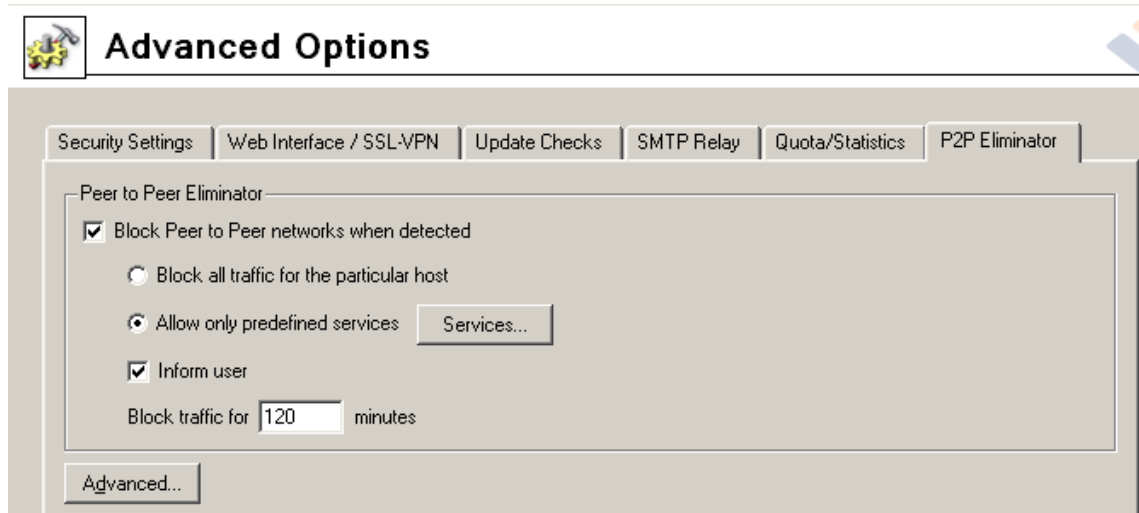 Advanced Options
Security Settings Web Interface / SSL-VPN Update Checks SMTP Relay Quota/Statistics P2P Eliminator
Peer to Peer Eliminator
Block Peer to Peer networks when detected
Block all traffic for the particular host
Allow only predefined services Services...
Inform user
Block traffic for 120 minutes
Advanced...